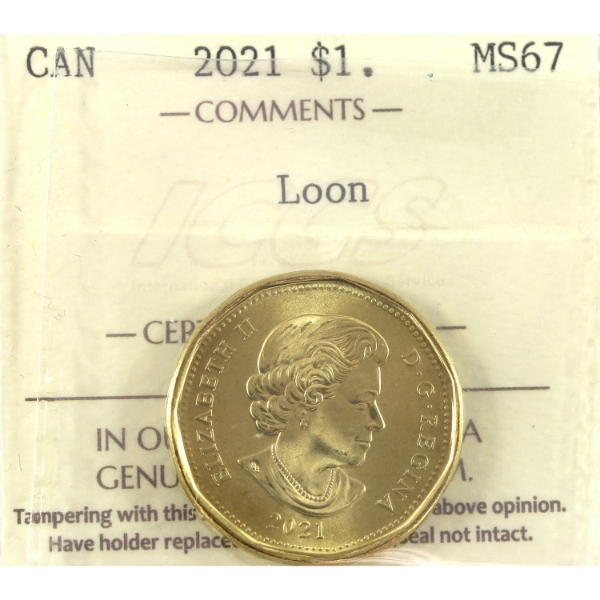 CAN 2021 $1. MS67
— COMMENTS —
Loon
ICCS
— CER
IN OU A
GENU M.
Tampering with this above opinion.
Have holder replace seal not intact.
ELIZABETH II D·G·REGINA
2021